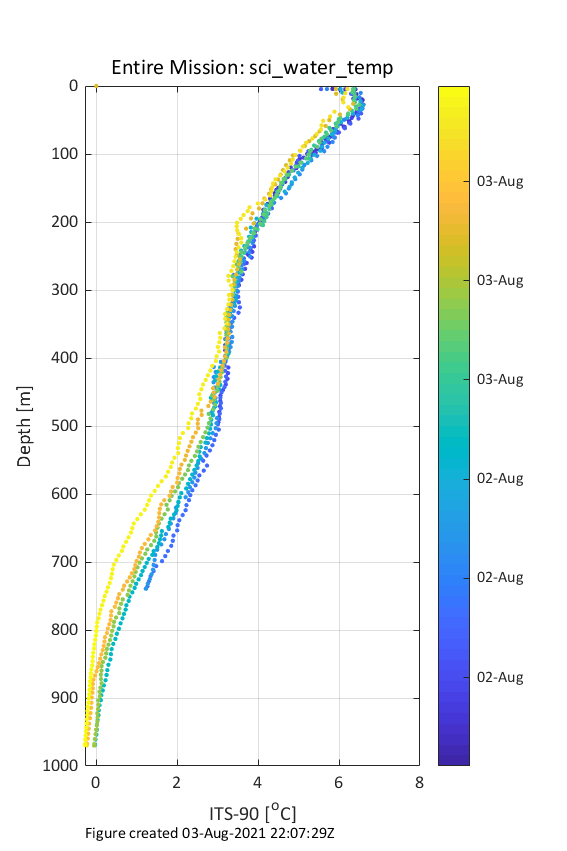 Entire Mission: sci_water_temp
0
100
200
300
400
500
600
700
800
900
1000
Depth [m]
0 2 4 6 8
ITS-90 [°C]
Figure created 03-Aug-2021 22:07:29Z
03-Aug
03-Aug
03-Aug
02-Aug
02-Aug
02-Aug